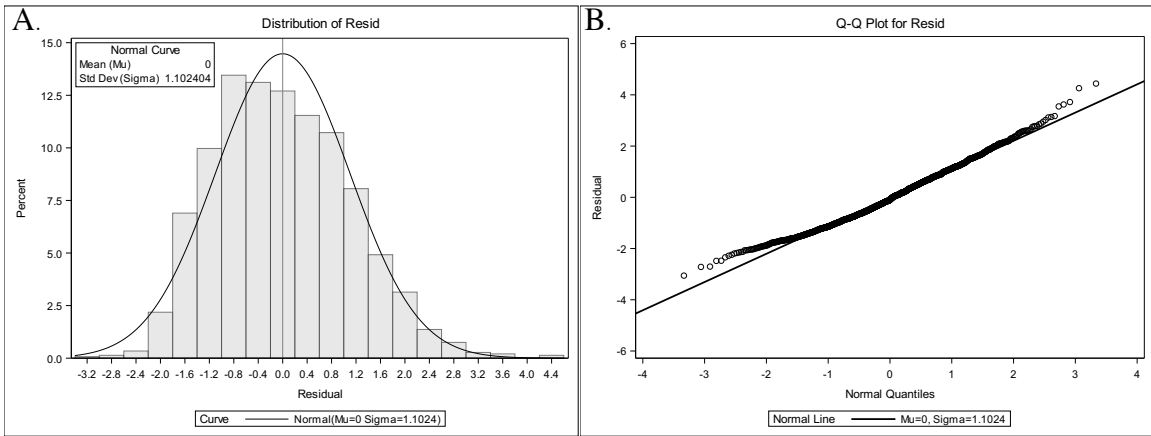 A.
Distribution of Resid
Normal Curve
Mean (Mu) 0
Std Dev (Sigma) 1.102404
15.0
12.5
10.0
7.5
5.0
2.5
0.0
Percent
-3.2 -2.8 -2.4 -2.0 -1.6 -1.2 -0.8 -0.4 0.0 0.4 0.8 1.2 1.6 2.0 2.4 2.8 3.2 3.6 4.0 4.4
Residual
Curve Normal(Mu=0 Sigma=1.1024)
B.
Q-Q Plot for Resid
6
4
2
0
-2
-4
-6
Residual
-4 -3 -2 -1 0 1 2 3 4
Normal Quantiles
Normal Line Mu=0, Sigma=1.1024